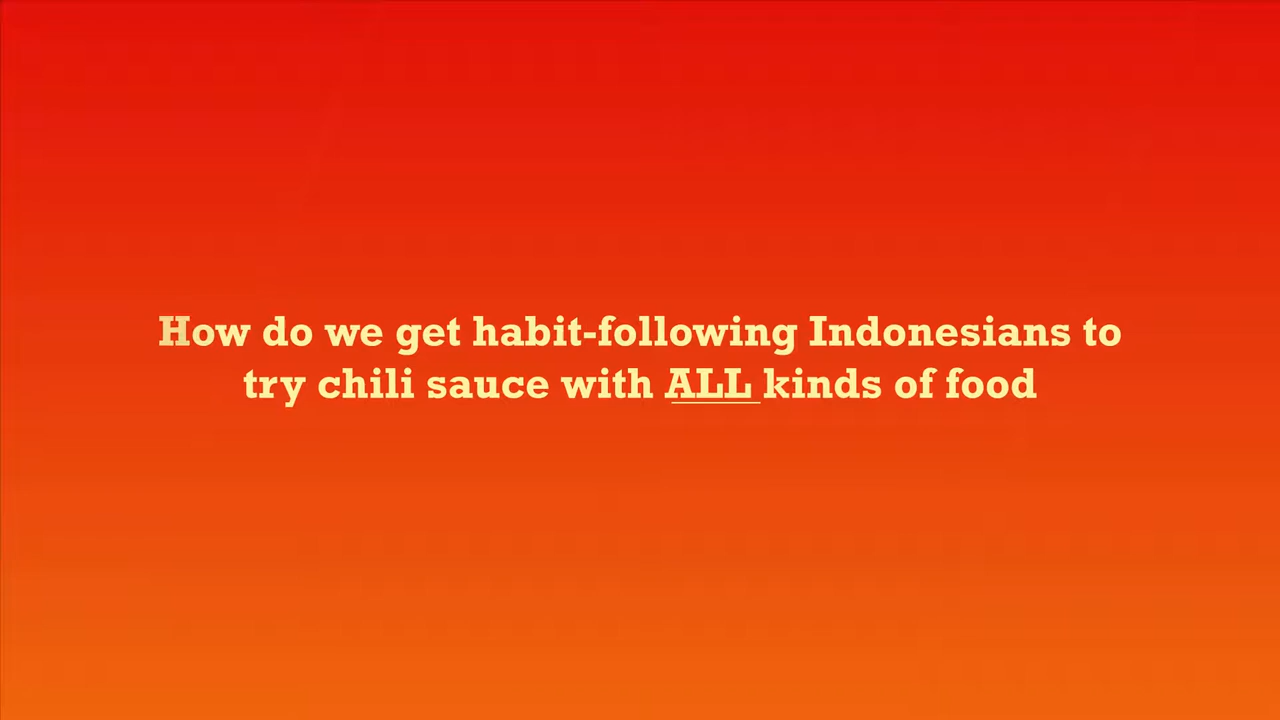 How do we get habit-following Indonesians to
try chili sauce with ALL kinds of food